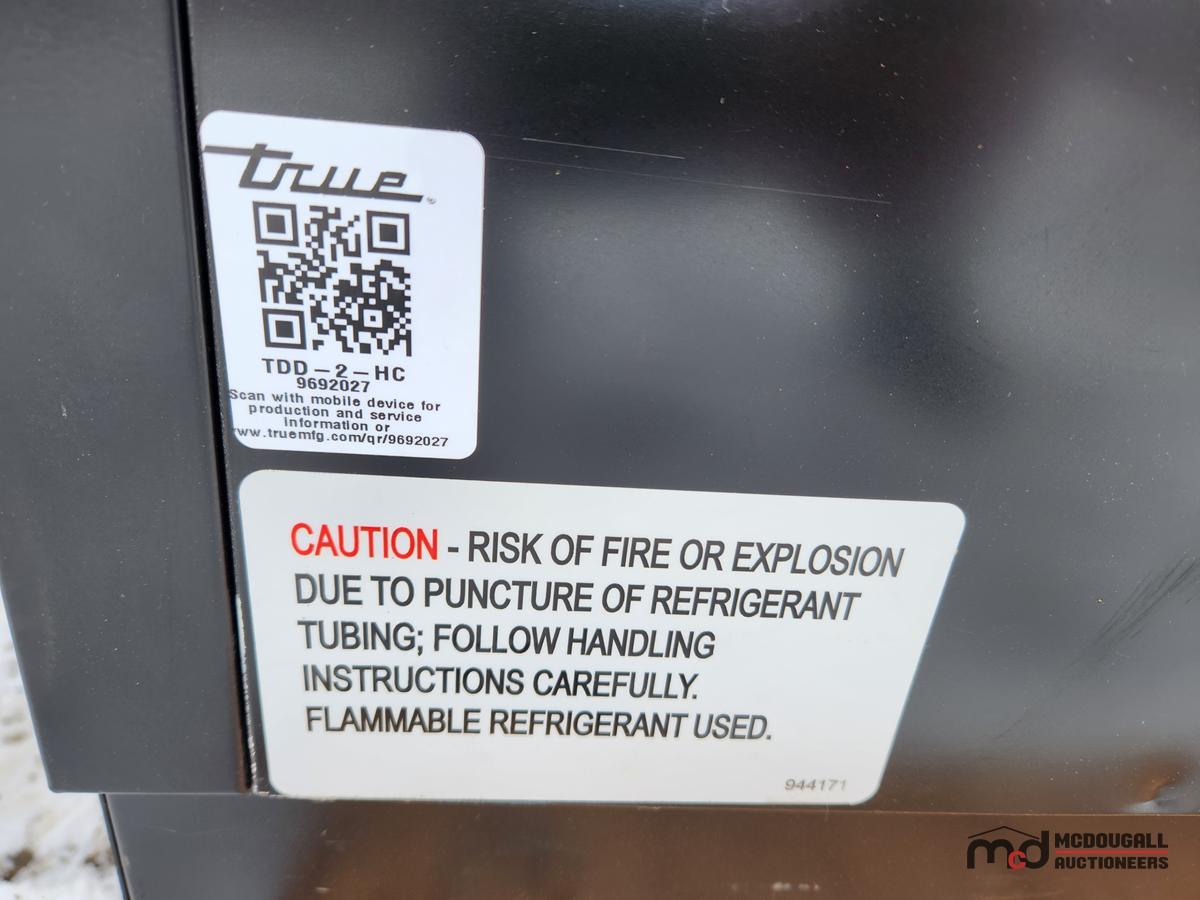 true®
TDD-2-HC
9692027
Scan with mobile device for
production and service
information or
www.truemfg.com/qr/9692027
CAUTION - RISK OF FIRE OR EXPLOSION
DUE TO PUNCTURE OF REFRIGERANT
TUBING; FOLLOW HANDLING
INSTRUCTIONS CAREFULLY.
FLAMMABLE REFRIGERANT USED.
944171
mcd MCDOUGALL
AUCTIONEERS